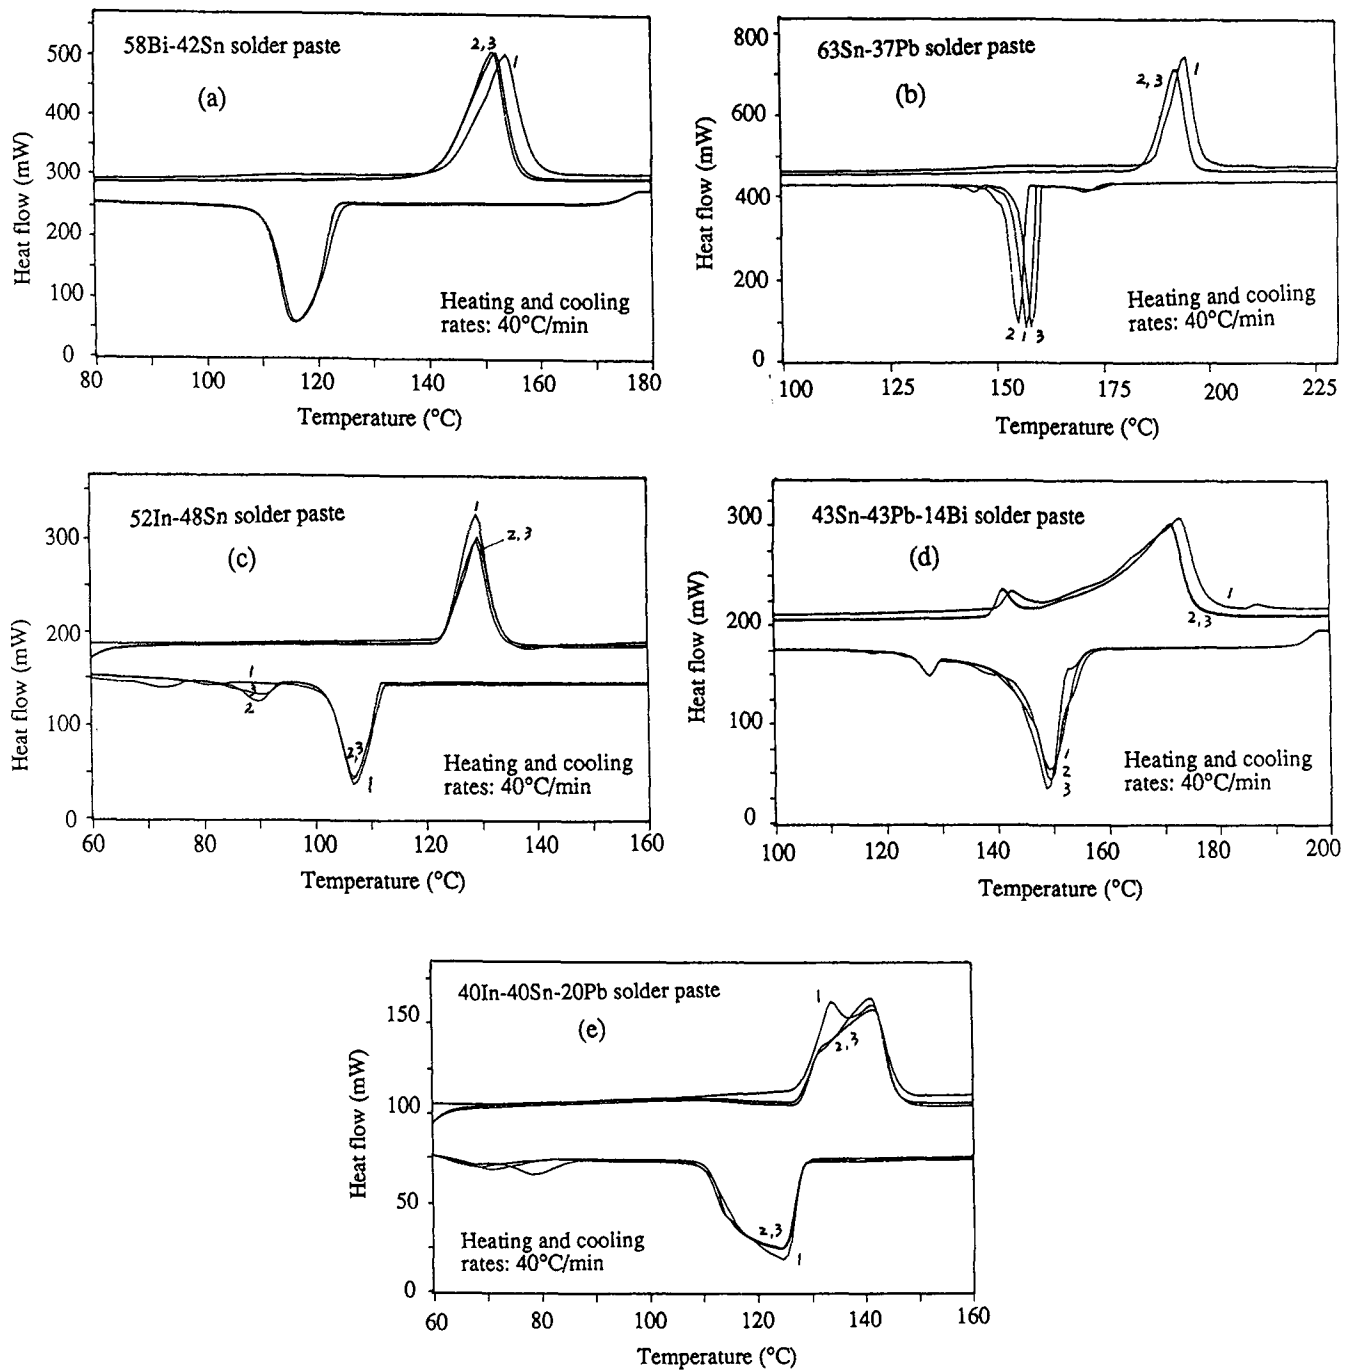 58Bi-42Sn solder paste
(a)
2,3
1
500
400
300
200
100
0
Heat flow (mW)
Heating and cooling
rates: 40°C/min
80
100
120
140
160
180
Temperature (°C)
63Sn-37Pb solder paste
(b)
2,3
1
800
600
400
200
0
Heat flow (mW)
Heating and cooling
rates: 40°C/min
2 1 3
100
125
150
175
200
225
Temperature (°C)
52In-48Sn solder paste
(c)
1
2,3
300
200
100
0
Heat flow (mW)
1
3
2
2,3
1
Heating and cooling
rates: 40°C/min
60
80
100
120
140
160
Temperature (°C)
43Sn-43Pb-14Bi solder paste
(d)
1
2,3
300
200
100
0
Heat flow (mW)
1
2
3
Heating and cooling
rates: 40°C/min
100
120
140
160
180
200
Temperature (°C)
40In-40Sn-20Pb solder paste
(e)
1
2,3
150
100
50
0
Heat flow (mW)
2,3
1
Heating and cooling
rates: 40°C/min
60
80
100
120
140
160
Temperature (°C)